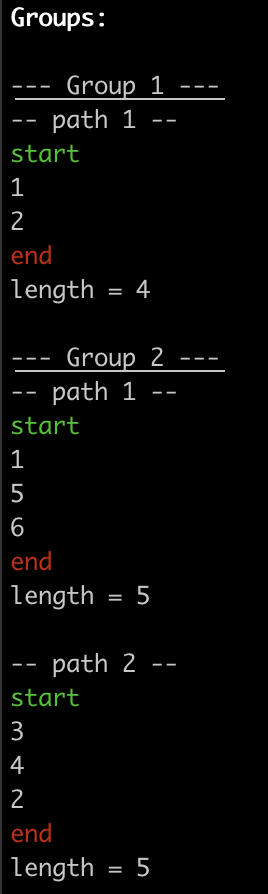 Groups:
--- Group 1 ---
-- path 1 --
start
1
2
end
length = 4
--- Group 2 ---
-- path 1 --
start
1
5
6
end
length = 5
-- path 2 --
start
3
4
2
end
length = 5